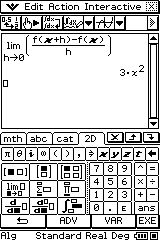 Edit Action Interactive
lim h→0 ( f(x+h)-f(x) / h )
3·x²
mth abc cat 2D
π θ i ∞ ( ) , ⇒ x y z t
7 8 9 ^ =
4 5 6 × ÷
1 2 3 + −
0 . E ( ) ans
ADV VAR EXE
Alg Standard Real Deg